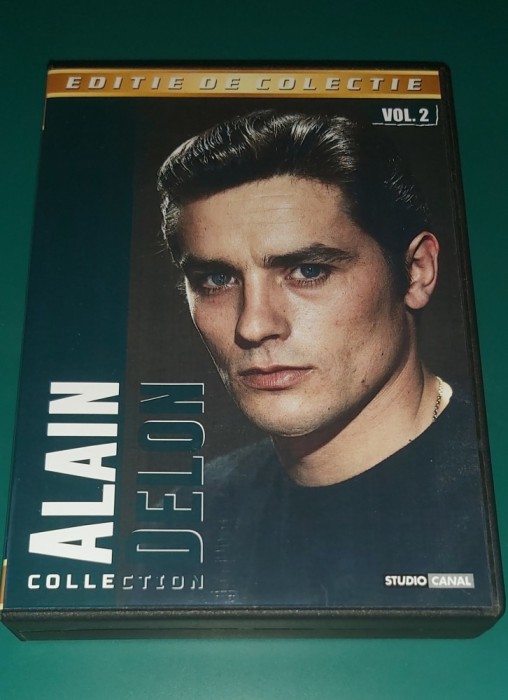 EDITIE DE COLECTIE
VOL. 2
ALAIN
DELON
COLLECTION
STUDIO CANAL